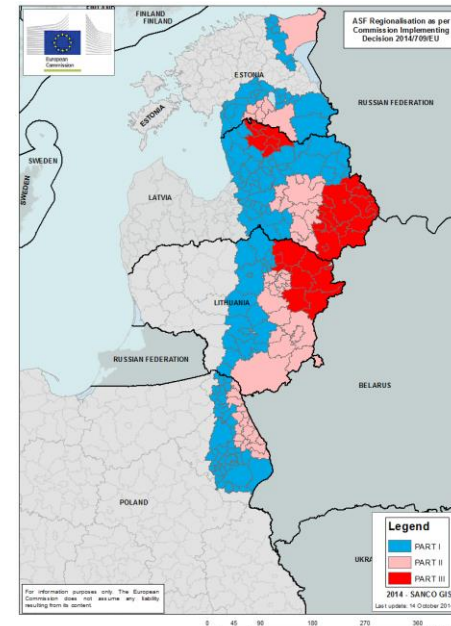 FINLAND
FINLAND
European
Commission
ASF Regionalisation as per
Commission Implementing
Decision 2014/709/EU
ESTONIA
ESTONIA
RUSSIAN FEDERATION
SWEDEN
SWEDEN
LATVIA
LITHUANIA
RUSSIAN FEDERATION
BELARUS
POLAND
Legend
PART I
PART II
PART III
UKRA
2014 - SANCO GIS
Last update: 14 October 2014
For information purposes only. The European
Commission does not assume any liability
resulting from its content.
0 45 90 180 270 360